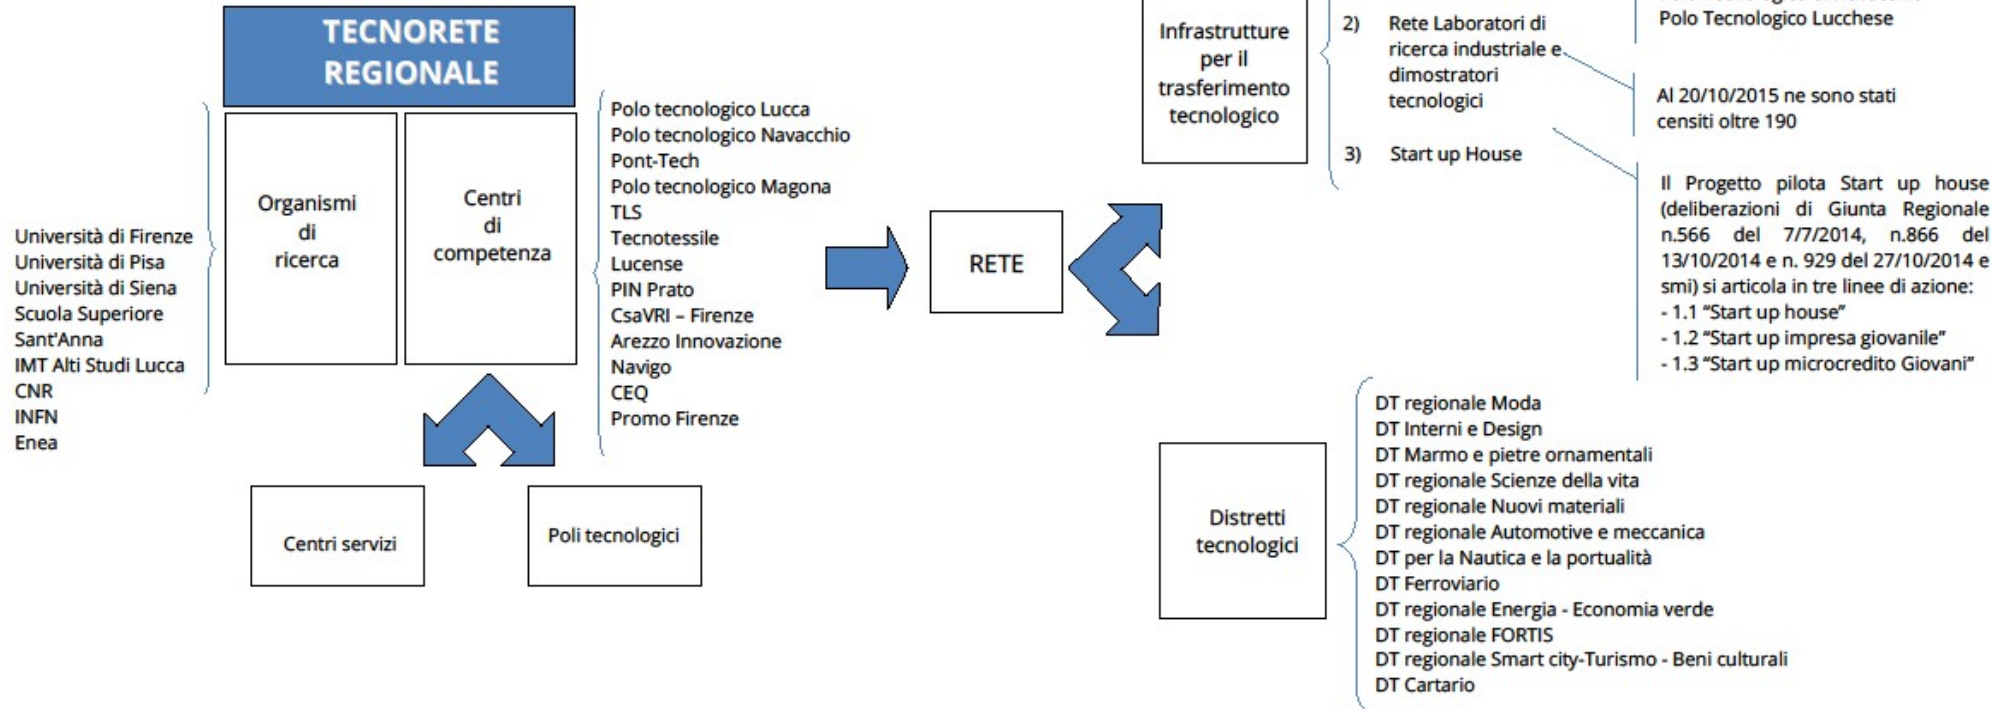 TECNORETE
REGIONALE
Organismi
di
ricerca
Centri
di
competenza
Università di Firenze
Università di Pisa
Università di Siena
Scuola Superiore
Sant'Anna
IMT Alti Studi Lucca
CNR
INFN
Enea
Polo tecnologico Lucca
Polo tecnologico Navacchio
Pont-Tech
Polo tecnologico Magona
TLS
Tecnotessile
Lucense
PIN Prato
CsaVRI – Firenze
Arezzo Innovazione
Navigo
CEQ
Promo Firenze
Centri servizi
Poli tecnologici
RETE
Infrastrutture
per il
trasferimento
tecnologico
2) Rete Laboratori di
ricerca industriale e
dimostratori
tecnologici
3) Start up House
Polo Tecnologico Lucchese
Al 20/10/2015 ne sono stati
censiti oltre 190
Il Progetto pilota Start up house
(deliberazioni di Giunta Regionale
n.566 del 7/7/2014, n.866 del
13/10/2014 e n. 929 del 27/10/2014 e
smi) si articola in tre linee di azione:
- 1.1 “Start up house”
- 1.2 “Start up impresa giovanile”
- 1.3 “Start up microcredito Giovani”
Distretti
tecnologici
DT regionale Moda
DT Interni e Design
DT Marmo e pietre ornamentali
DT regionale Scienze della vita
DT regionale Nuovi materiali
DT regionale Automotive e meccanica
DT per la Nautica e la portualità
DT Ferroviario
DT regionale Energia - Economia verde
DT regionale FORTIS
DT regionale Smart city-Turismo - Beni culturali
DT Cartario